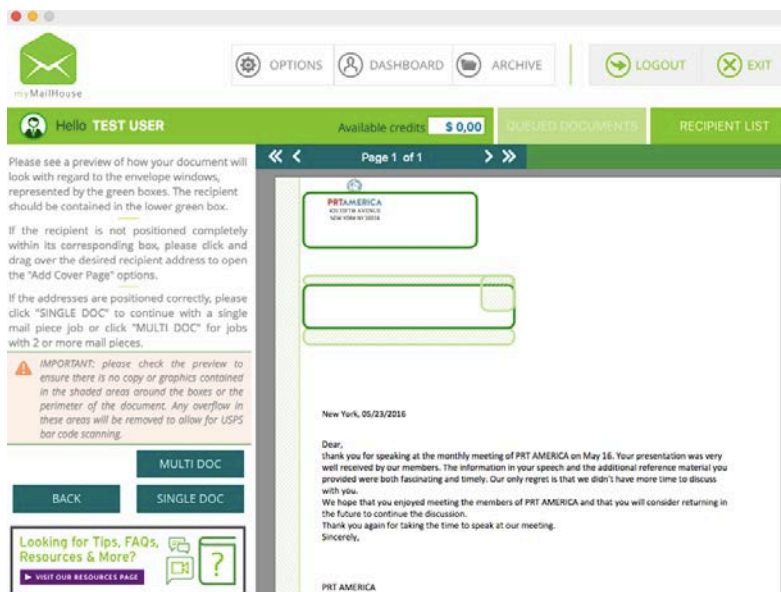 myMailHouse
OPTIONS
DASHBOARD
ARCHIVE
LOGOUT
EXIT
Hello TEST USER
Available credits $ 0,00
QUEUED DOCUMENTS
RECIPIENT LIST
Please see a preview of how your document will
look with regard to the envelope windows,
represented by the green boxes. The recipient
should be contained in the lower green box.
If the recipient is not positioned completely
within its corresponding box, please click and
drag over the desired recipient address to open
the "Add Cover Page" options.
If the addresses are positioned correctly, please
click "SINGLE DOC" to continue with a single
mail piece job or click "MULTI DOC" for jobs
with 2 or more mail pieces.
IMPORTANT: please check the preview to
ensure there is no copy or graphics contained
in the shaded areas around the boxes or the
perimeter of the document. Any overflow in
these areas will be removed to allow for USPS
bar code scanning.
MULTI DOC
BACK
SINGLE DOC
Looking for Tips, FAQs,
Resources & More?
VISIT OUR RESOURCES PAGE
?
Page 1 of 1
PRTAMERICA
AVENUE
NEW YORK NY
New York, 05/23/2016
Dear,
thank you for speaking at the monthly meeting of PRT AMERICA on May 16. Your presentation was very
well received by our members. The information in your speech and the additional reference material you
provided were both fascinating and timely. Our only regret is that we didn't have more time to discuss
with you.
We hope that you enjoyed meeting the members of PRT AMERICA and that you will consider returning in
the future to continue the discussion.
Thank you again for taking the time to speak at our meeting.
Sincerely,
PRT AMERICA